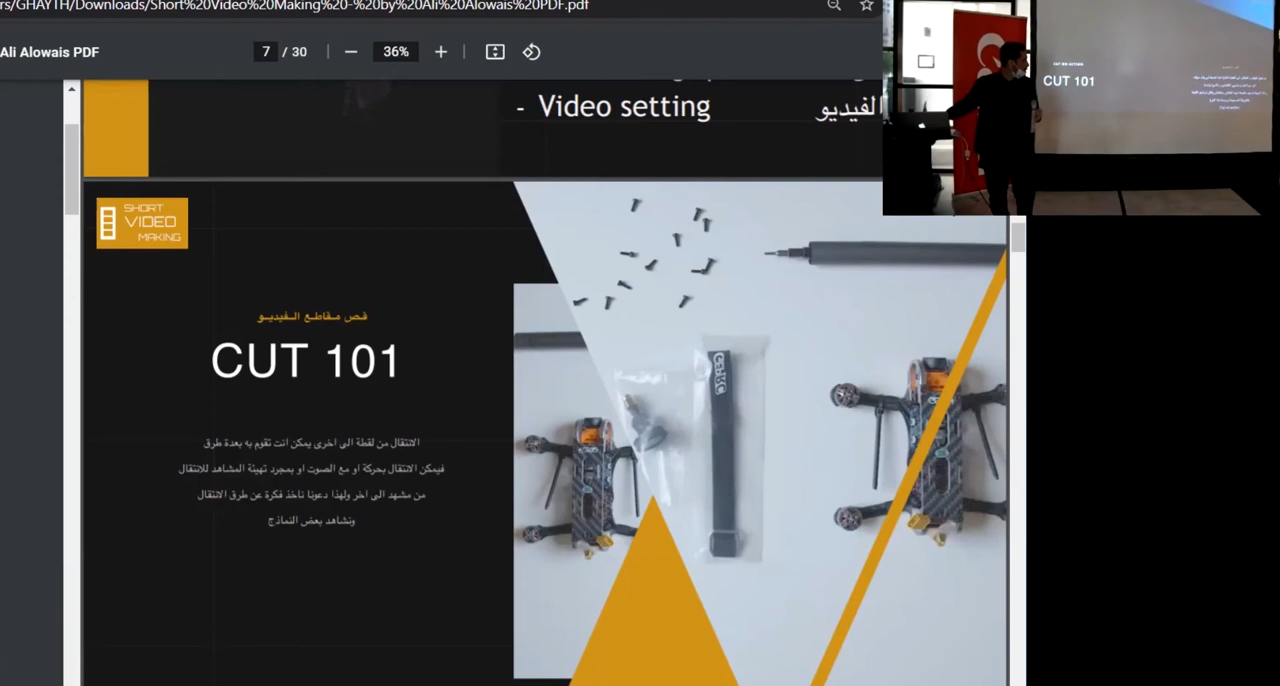 rs/GHAYTH/Downloads/Short%20Video%20Making%20-%20by%20Ali%20Alowais%20PDF.pdf
Ali Alowais PDF
7 / 30
36%
- Video setting
الفيديو
SHORT
VIDEO
MAKING
قص مقاطع الفيديو
CUT 101
الانتقال من لقطة الى اخرى يمكن انت تقوم به بعدة طرق
فيمكن الانتقال بحركة او مع الصوت او بمجرد تهيئة المشاهد للانتقال
من مشهد الى اخر ولهذا دعونا ناخذ فكرة عن طرق الانتقال
ونشاهد بعض النماذج
CUT ON ACTION
CUT 101